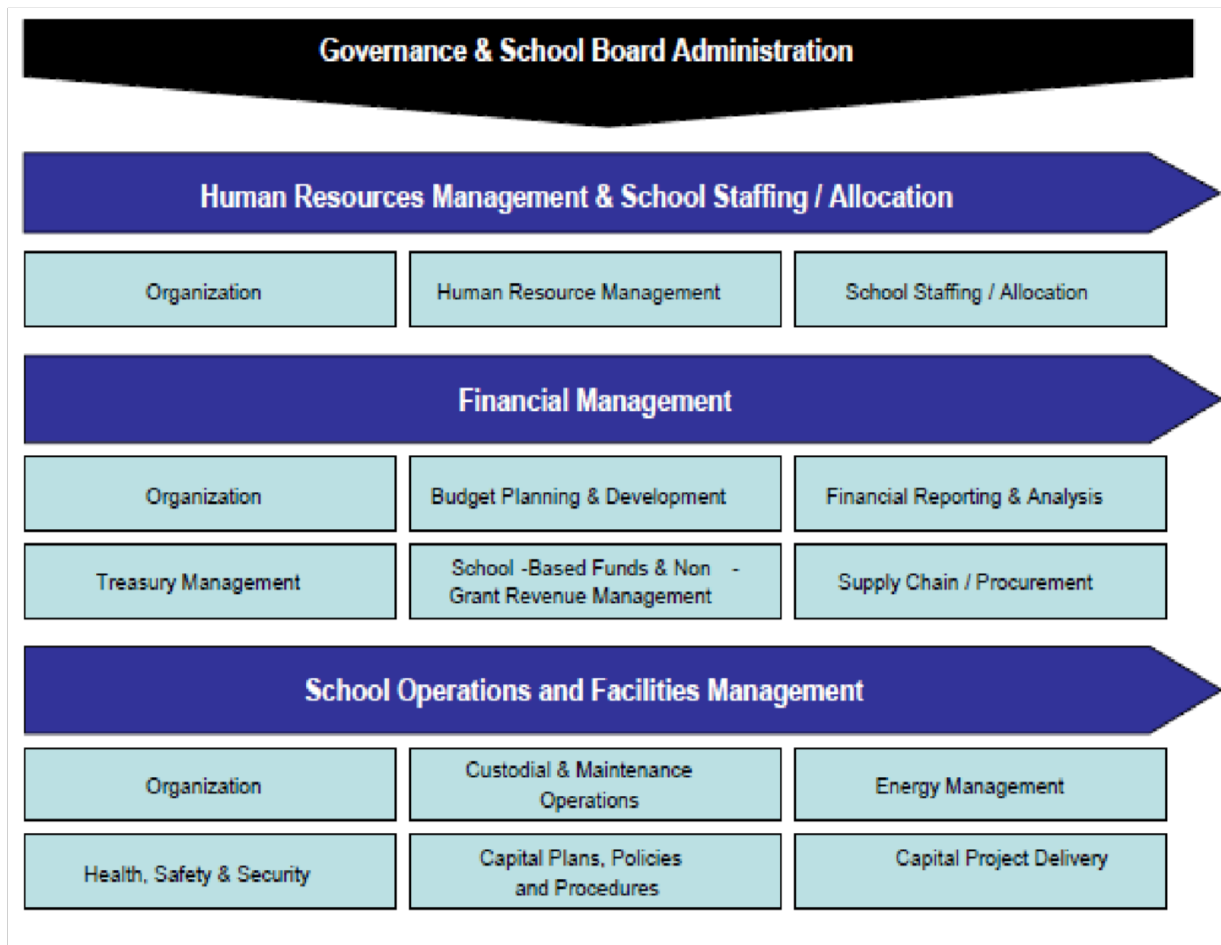 Governance & School Board Administration
Human Resources Management & School Staffing / Allocation
Organization
Human Resource Management
School Staffing / Allocation
Financial Management
Organization
Budget Planning & Development
Financial Reporting & Analysis
Treasury Management
School -Based Funds & Non -
Grant Revenue Management
Supply Chain / Procurement
School Operations and Facilities Management
Organization
Custodial & Maintenance
Operations
Energy Management
Health, Safety & Security
Capital Plans, Policies
and Procedures
Capital Project Delivery